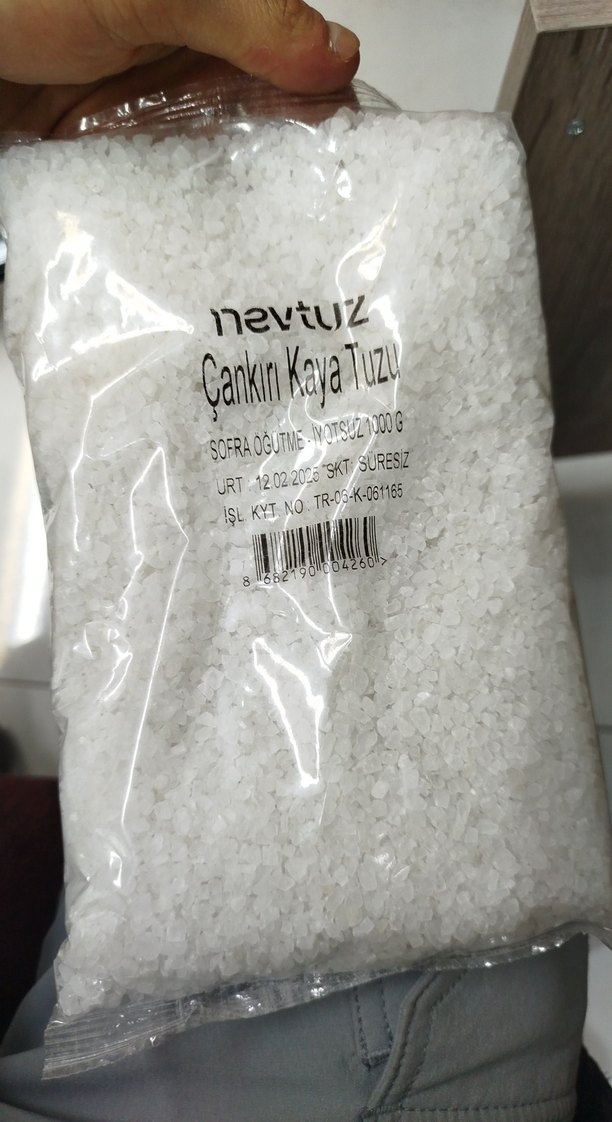 nevtuz
Çankırı Kaya Tuzu
SOFRA ÖĞÜTME - İYOTSUZ 1000 G
URT : 12.02.2025 SKT: SÜRESİZ
İŞL. KYT. NO : TR-06-K-061165
8 682190 004260 >